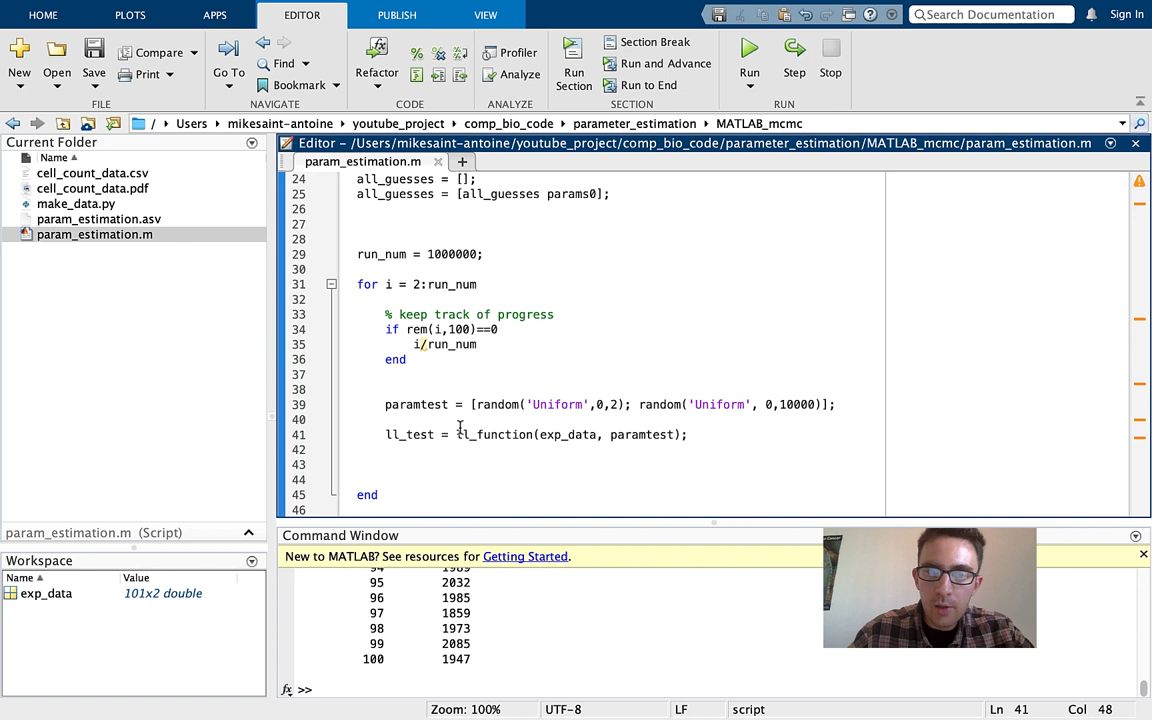 HOME PLOTS APPS EDITOR PUBLISH VIEW Search Documentation Sign In
New Open Save Compare Print Go To Find Bookmark Refactor Profiler Analyze Run Section Section Break Run and Advance Run to End Run Step Stop
FILE NAVIGATE CODE ANALYZE SECTION RUN
/ Users mikesaint-antoine youtube_project comp_bio_code parameter_estimation MATLAB_mcmc
Current Folder
Name
cell_count_data.csv
cell_count_data.pdf
make_data.py
param_estimation.asv
param_estimation.m
param_estimation.m (Script)
Workspace
Name Value
exp_data 101x2 double
Editor - /Users/mikesaint-antoine/youtube_project/comp_bio_code/parameter_estimation/MATLAB_mcmc/param_estimation.m
param_estimation.m
24 all_guesses = [];
25 all_guesses = [all_guesses params0];
26
27
28
29 run_num = 1000000;
30
31 for i = 2:run_num
32
33 % keep track of progress
34 if rem(i,100)==0
35 i/run_num
36 end
37
38
39 paramtest = [random('Uniform',0,2); random('Uniform', 0,10000)];
40
41 ll_test = ll_function(exp_data, paramtest);
42
43
44
45 end
46
Command Window
New to MATLAB? See resources for Getting Started.
95 2032
96 1985
97 1859
98 1973
99 2085
100 1947
fx >>
Zoom: 100% UTF-8 LF script Ln 41 Col 48